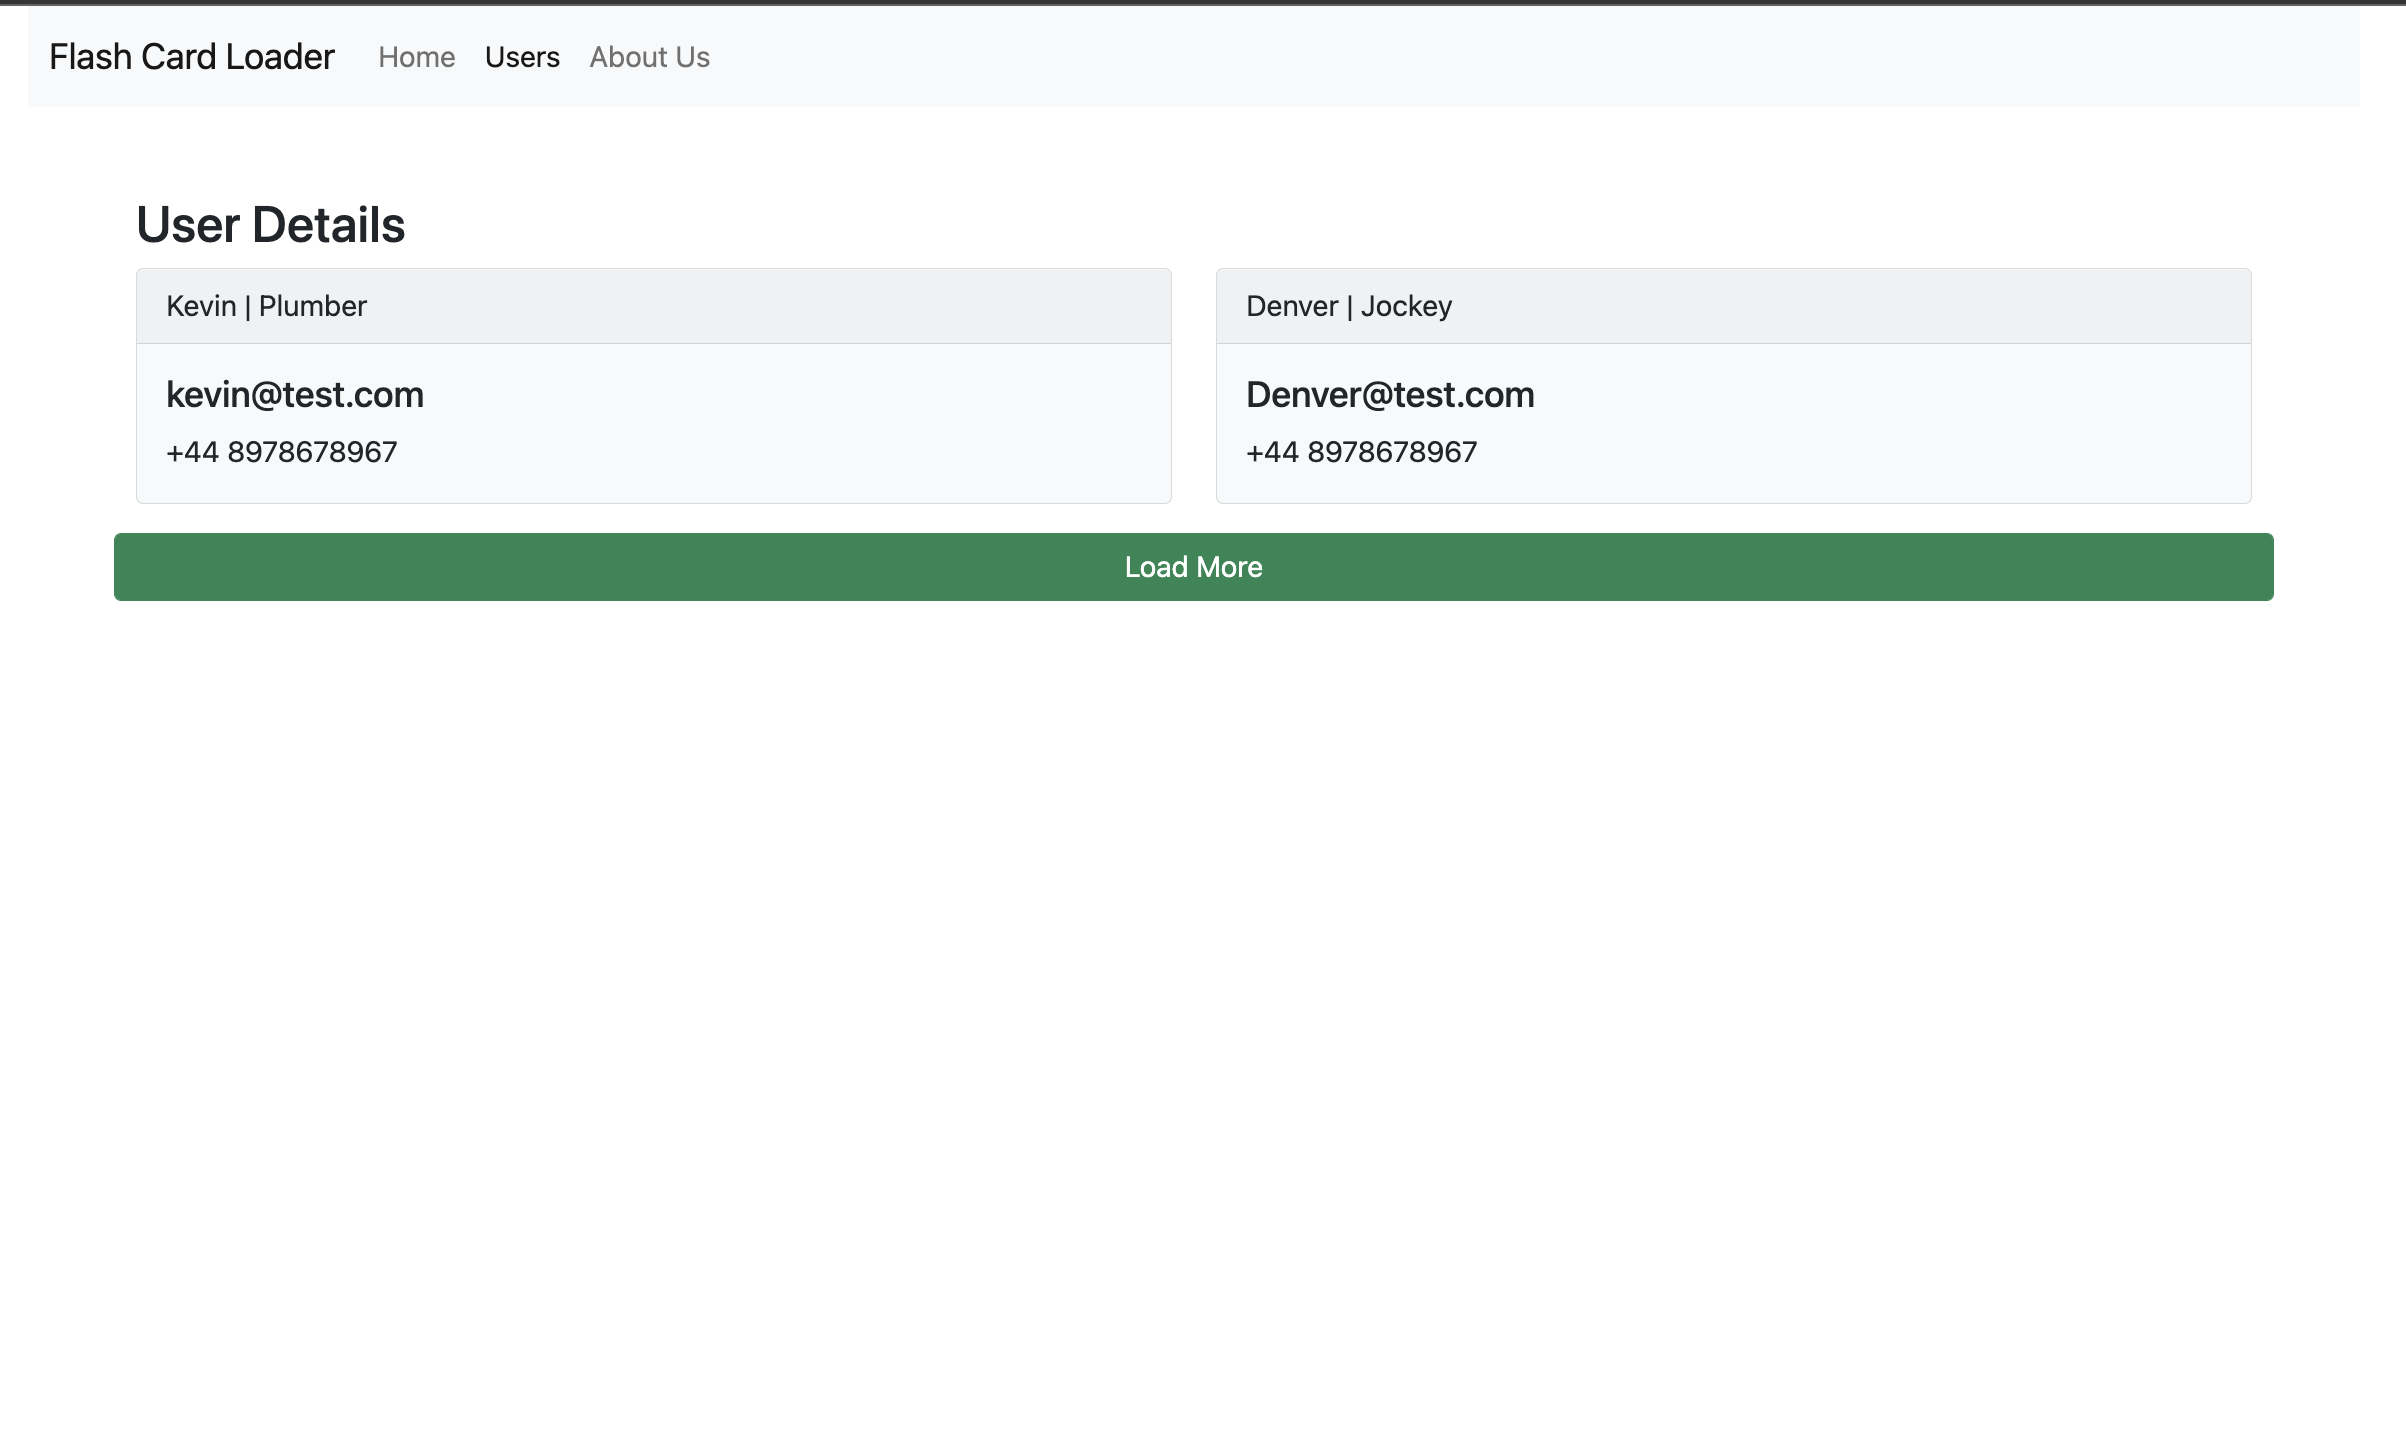 Flash Card Loader Home Users About Us
User Details
Kevin | Plumber
kevin@test.com
+44 8978678967
Denver | Jockey
Denver@test.com
+44 8978678967
Load More